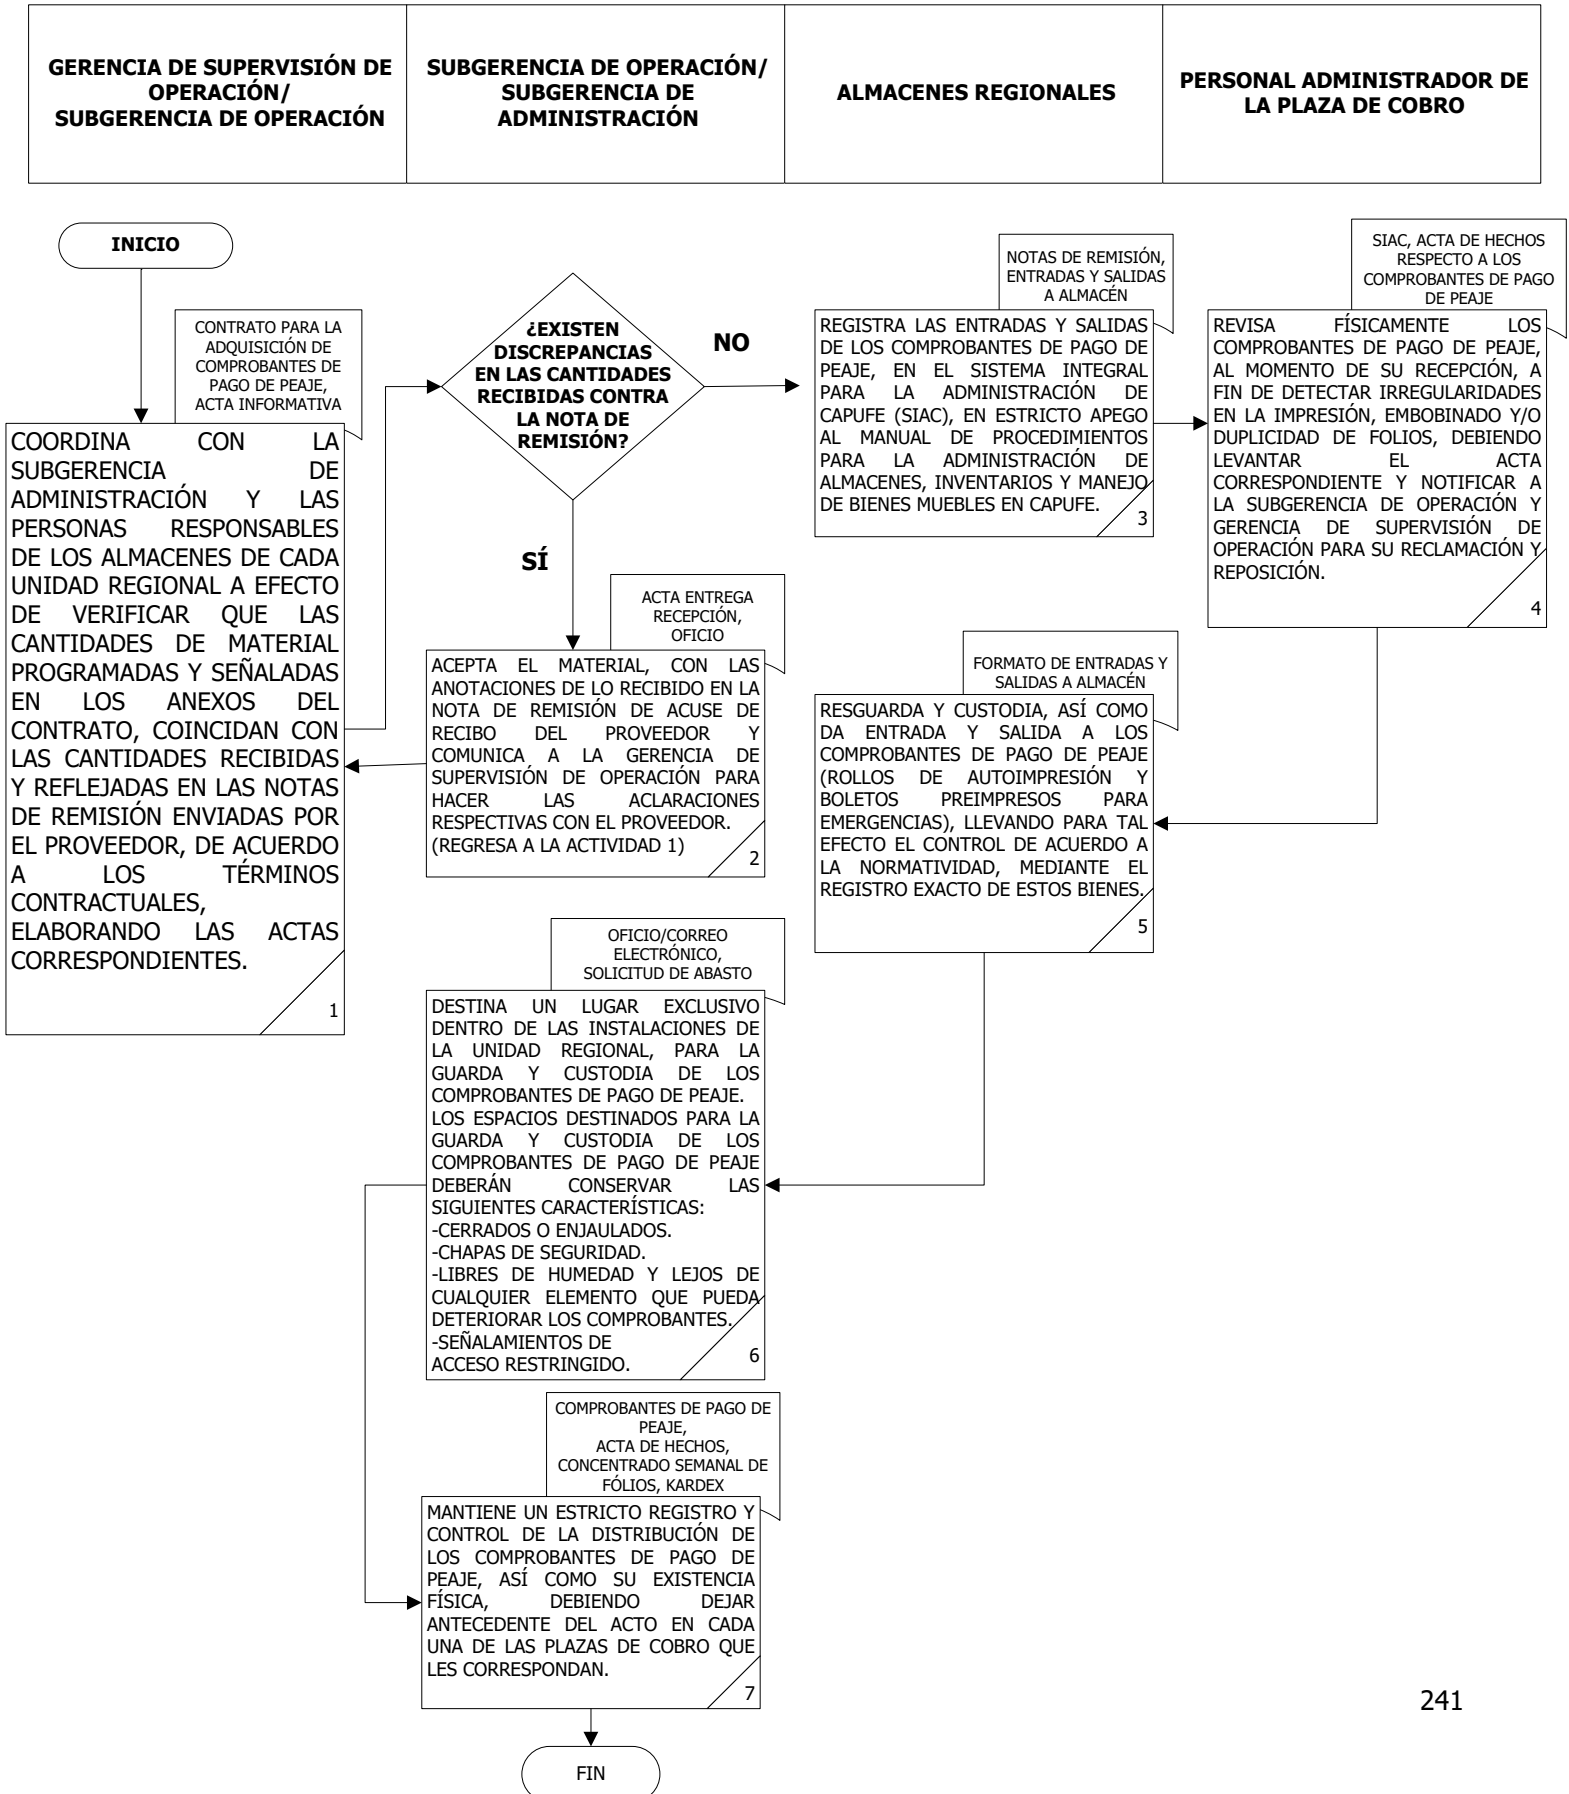 GERENCIA DE SUPERVISIÓN DE
OPERACIÓN/
SUBGERENCIA DE OPERACIÓN
SUBGERENCIA DE OPERACIÓN/
SUBGERENCIA DE
ADMINISTRACIÓN
ALMACENES REGIONALES
PERSONAL ADMINISTRADOR DE
LA PLAZA DE COBRO
INICIO
CONTRATO PARA LA
ADQUISICIÓN DE
COMPROBANTES DE
PAGO DE PEAJE,
ACTA INFORMATIVA
COORDINA CON LA
SUBGERENCIA DE
ADMINISTRACIÓN Y LAS
PERSONAS RESPONSABLES
DE LOS ALMACENES DE CADA
UNIDAD REGIONAL A EFECTO
DE VERIFICAR QUE LAS
CANTIDADES DE MATERIAL
PROGRAMADAS Y SEÑALADAS
EN LOS ANEXOS DEL
CONTRATO, COINCIDAN CON
LAS CANTIDADES RECIBIDAS
Y REFLEJADAS EN LAS NOTAS
DE REMISIÓN ENVIADAS POR
EL PROVEEDOR, DE ACUERDO
A LOS TÉRMINOS
CONTRACTUALES,
ELABORANDO LAS ACTAS
CORRESPONDIENTES.
1
¿EXISTEN
DISCREPANCIAS
EN LAS CANTIDADES
RECIBIDAS CONTRA
LA NOTA DE
REMISIÓN?
NO
SÍ
ACTA ENTREGA
RECEPCIÓN,
OFICIO
ACEPTA EL MATERIAL, CON LAS
ANOTACIONES DE LO RECIBIDO EN LA
NOTA DE REMISIÓN DE ACUSE DE
RECIBO DEL PROVEEDOR Y
COMUNICA A LA GERENCIA DE
SUPERVISIÓN DE OPERACIÓN PARA
HACER LAS ACLARACIONES
RESPECTIVAS CON EL PROVEEDOR.
(REGRESA A LA ACTIVIDAD 1)
2
NOTAS DE REMISIÓN,
ENTRADAS Y SALIDAS
A ALMACÉN
REGISTRA LAS ENTRADAS Y SALIDAS
DE LOS COMPROBANTES DE PAGO DE
PEAJE, EN EL SISTEMA INTEGRAL
PARA LA ADMINISTRACIÓN DE
CAPUFE (SIAC), EN ESTRICTO APEGO
AL MANUAL DE PROCEDIMIENTOS
PARA LA ADMINISTRACIÓN DE
ALMACENES, INVENTARIOS Y MANEJO
DE BIENES MUEBLES EN CAPUFE.
3
SIAC, ACTA DE HECHOS
RESPECTO A LOS
COMPROBANTES DE PAGO
DE PEAJE
REVISA FÍSICAMENTE LOS
COMPROBANTES DE PAGO DE PEAJE,
AL MOMENTO DE SU RECEPCIÓN, A
FIN DE DETECTAR IRREGULARIDADES
EN LA IMPRESIÓN, EMBOBINADO Y/O
DUPLICIDAD DE FOLIOS, DEBIENDO
LEVANTAR EL ACTA
CORRESPONDIENTE Y NOTIFICAR A
LA SUBGERENCIA DE OPERACIÓN Y
GERENCIA DE SUPERVISIÓN DE
OPERACIÓN PARA SU RECLAMACIÓN Y
REPOSICIÓN.
4
FORMATO DE ENTRADAS Y
SALIDAS A ALMACÉN
RESGUARDA Y CUSTODIA, ASÍ COMO
DA ENTRADA Y SALIDA A LOS
COMPROBANTES DE PAGO DE PEAJE
(ROLLOS DE AUTOIMPRESIÓN Y
BOLETOS PREIMPRESOS PARA
EMERGENCIAS), LLEVANDO PARA TAL
EFECTO EL CONTROL DE ACUERDO A
LA NORMATIVIDAD, MEDIANTE EL
REGISTRO EXACTO DE ESTOS BIENES.
5
OFICIO/CORREO
ELECTRÓNICO,
SOLICITUD DE ABASTO
DESTINA UN LUGAR EXCLUSIVO
DENTRO DE LAS INSTALACIONES DE
LA UNIDAD REGIONAL, PARA LA
GUARDA Y CUSTODIA DE LOS
COMPROBANTES DE PAGO DE PEAJE.
LOS ESPACIOS DESTINADOS PARA LA
GUARDA Y CUSTODIA DE LOS
COMPROBANTES DE PAGO DE PEAJE
DEBERÁN CONSERVAR LAS
SIGUIENTES CARACTERÍSTICAS:
-CERRADOS O ENJAULADOS.
-CHAPAS DE SEGURIDAD.
-LIBRES DE HUMEDAD Y LEJOS DE
CUALQUIER ELEMENTO QUE PUEDA
DETERIORAR LOS COMPROBANTES.
-SEÑALAMIENTOS DE
ACCESO RESTRINGIDO.
6
COMPROBANTES DE PAGO DE
PEAJE,
ACTA DE HECHOS,
CONCENTRADO SEMANAL DE
FÓLIOS, KARDEX
MANTIENE UN ESTRICTO REGISTRO Y
CONTROL DE LA DISTRIBUCIÓN DE
LOS COMPROBANTES DE PAGO DE
PEAJE, ASÍ COMO SU EXISTENCIA
FÍSICA, DEBIENDO DEJAR
ANTECEDENTE DEL ACTO EN CADA
UNA DE LAS PLAZAS DE COBRO QUE
LES CORRESPONDAN.
7
FIN
241